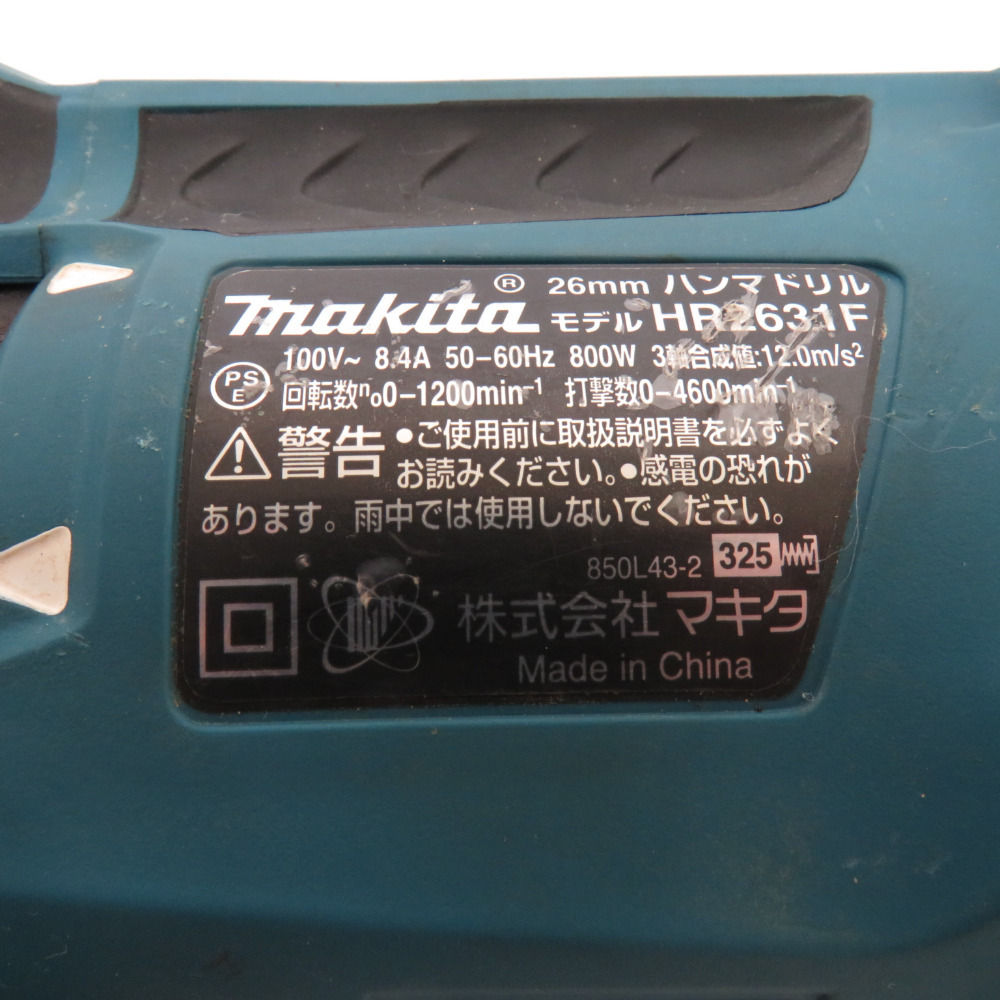 makita® 26mm ハンマドリル
モデル HR2631F
100V~ 8.4A 50-60Hz 800W 3軸合成値:12.0m/s²
PSE 回転数n₀0-1200min⁻¹ 打撃数0-4600min⁻¹
警告 ●ご使用前に取扱説明書を必ずよく
お読みください。●感電の恐れが
あります。雨中では使用しないでください。
850L43-2 325
株式会社 マキタ
Made in China